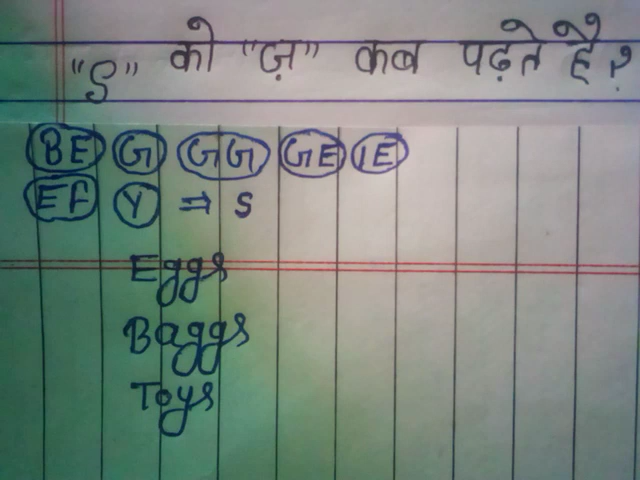 "S" को "ज़" कब पढ़ते है?
BE G GG GE IE
EF Y ⇒ S
Eggs
Baggs
Toys